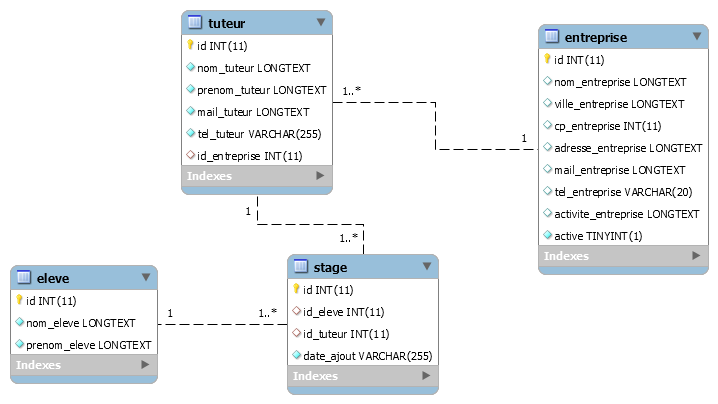 tuteur
id INT(11)
nom_tuteur LONGTEXT
prenom_tuteur LONGTEXT
mail_tuteur LONGTEXT
tel_tuteur VARCHAR(255)
id_entreprise INT(11)
Indexes
entreprise
id INT(11)
nom_entreprise LONGTEXT
ville_entreprise LONGTEXT
cp_entreprise INT(11)
adresse_entreprise LONGTEXT
mail_entreprise LONGTEXT
tel_entreprise VARCHAR(20)
activite_entreprise LONGTEXT
active TINYINT(1)
Indexes
1..*
1
1
1..*
eleve
id INT(11)
nom_eleve LONGTEXT
prenom_eleve LONGTEXT
Indexes
1
1..*
stage
id INT(11)
id_eleve INT(11)
id_tuteur INT(11)
date_ajout VARCHAR(255)
Indexes